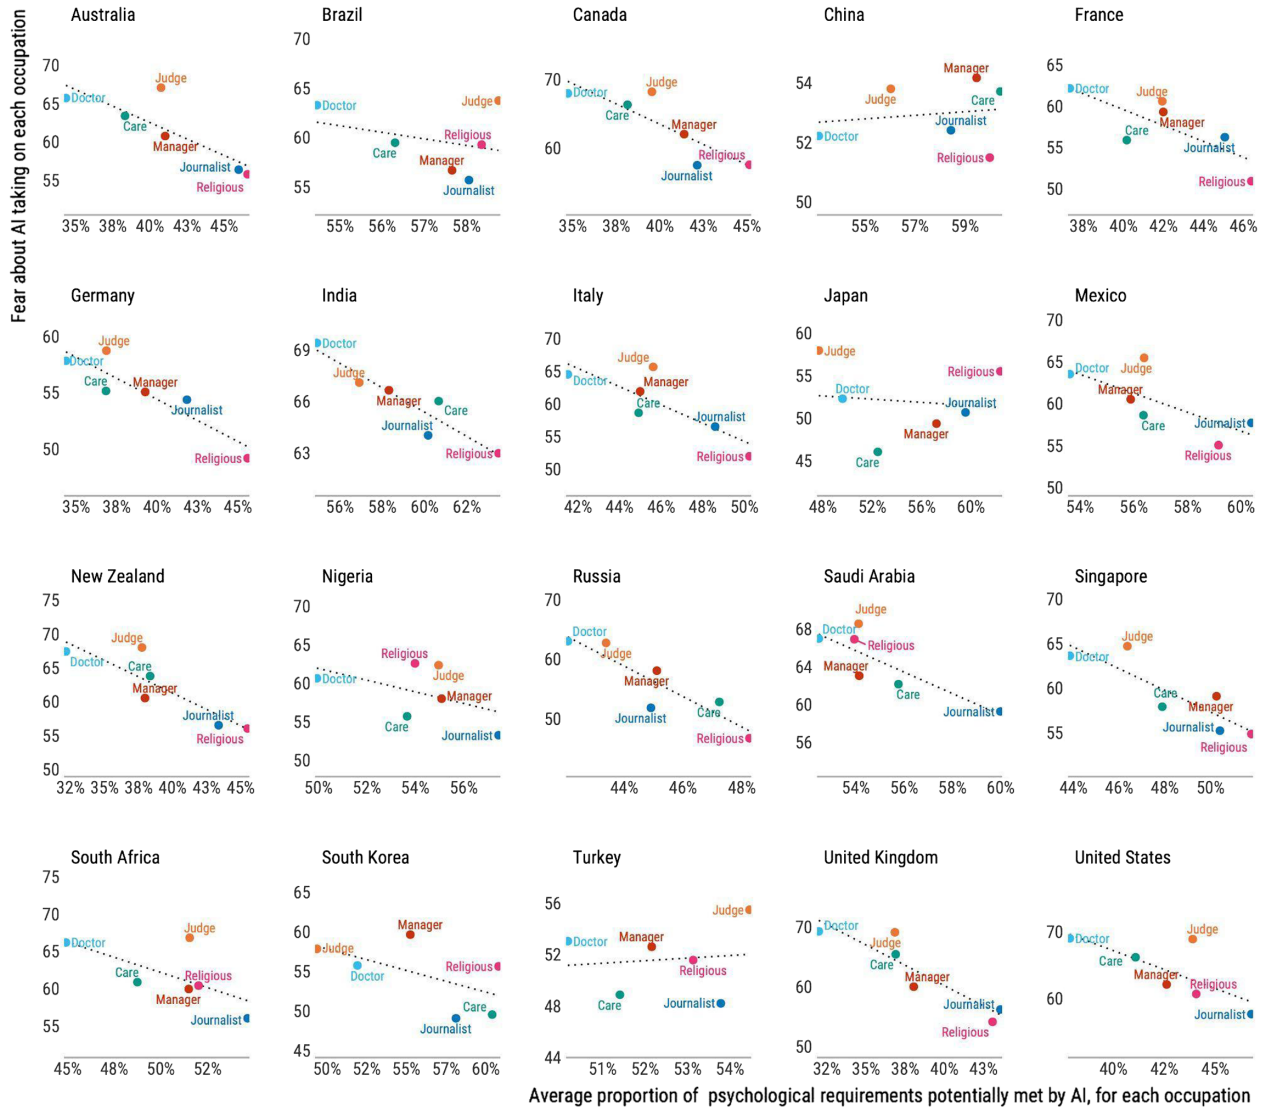 Fear about AI taking on each occupation
Australia
70
65
60
55
Judge
Doctor
Care
Manager
Journalist
Religious
35% 38% 40% 43% 45%
Brazil
70
65
60
55
Doctor
Judge
Religious
Care
Manager
Journalist
55% 56% 57% 58%
Canada
70
60
Judge
Doctor
Care
Manager
Religious
Journalist
35% 38% 40% 43% 45%
China
54
53
52
51
50
Manager
Judge
Care
Journalist
Doctor
Religious
55% 57% 59%
France
65
60
55
50
Doctor
Judge
Manager
Care
Journalist
Religious
38% 40% 42% 44% 46%
Germany
60
55
50
Judge
Doctor
Care
Manager
Journalist
Religious
35% 38% 40% 43% 45%
India
69
66
63
Doctor
Judge
Manager
Care
Journalist
Religious
56% 58% 60% 62%
Italy
70
65
60
55
50
Judge
Doctor
Manager
Care
Journalist
Religious
42% 44% 46% 48% 50%
Japan
60
55
50
45
Judge
Religious
Doctor
Journalist
Manager
Care
48% 52% 56% 60%
Mexico
70
65
60
55
50
Doctor
Judge
Manager
Care
Journalist
Religious
54% 56% 58% 60%
New Zealand
75
70
65
60
55
50
Judge
Doctor
Care
Manager
Journalist
Religious
32% 35% 38% 40% 43% 45%
Nigeria
70
65
60
55
50
Religious
Judge
Doctor
Manager
Care
Journalist
50% 52% 54% 56%
Russia
70
60
50
Doctor
Judge
Manager
Journalist
Care
Religious
44% 46% 48%
Saudi Arabia
68
64
60
56
Judge
Doctor
Religious
Manager
Care
Journalist
54% 56% 58% 60%
Singapore
70
65
60
55
Judge
Doctor
Care
Manager
Journalist
Religious
44% 46% 48% 50%
South Africa
75
70
65
60
55
Judge
Doctor
Care
Religious
Manager
Journalist
45% 48% 50% 52%
South Korea
65
60
55
50
45
Manager
Judge
Doctor
Religious
Care
Journalist
50% 52% 55% 57% 60%
Turkey
56
52
48
44
Judge
Doctor
Manager
Religious
Care
Journalist
51% 52% 53% 54%
United Kingdom
70
60
50
Doctor
Judge
Care
Manager
Journalist
Religious
32% 38% 40% 43%
United States
70
60
Judge
Doctor
Care
Manager
Religious
Journalist
40% 42% 45%
Average proportion of psychological requirements potentially met by AI, for each occupation